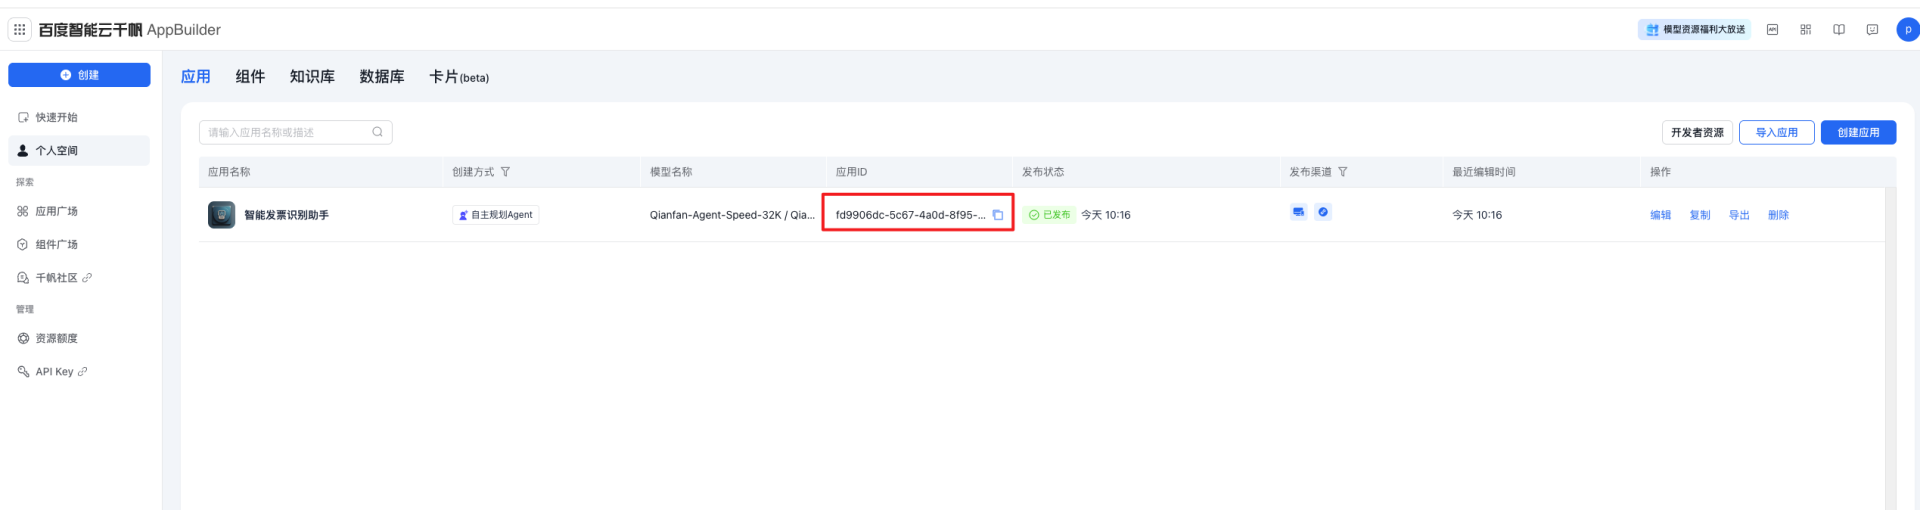 百度智能云千帆 AppBuilder
模型资源福利大放送
p
创建
快速开始
个人空间
探索
应用广场
组件广场
千帆社区
管理
资源额度
API Key
应用 组件 知识库 数据库 卡片(beta)
请输入应用名称或描述
开发者资源 导入应用 创建应用
应用名称 创建方式 模型名称 应用ID 发布状态 发布渠道 最近编辑时间 操作
智能发票识别助手 自主规划Agent Qianfan-Agent-Speed-32K / Qia... fd9906dc-5c67-4a0d-8f95-... 已发布 今天 10:16 今天 10:16 编辑 复制 导出 删除